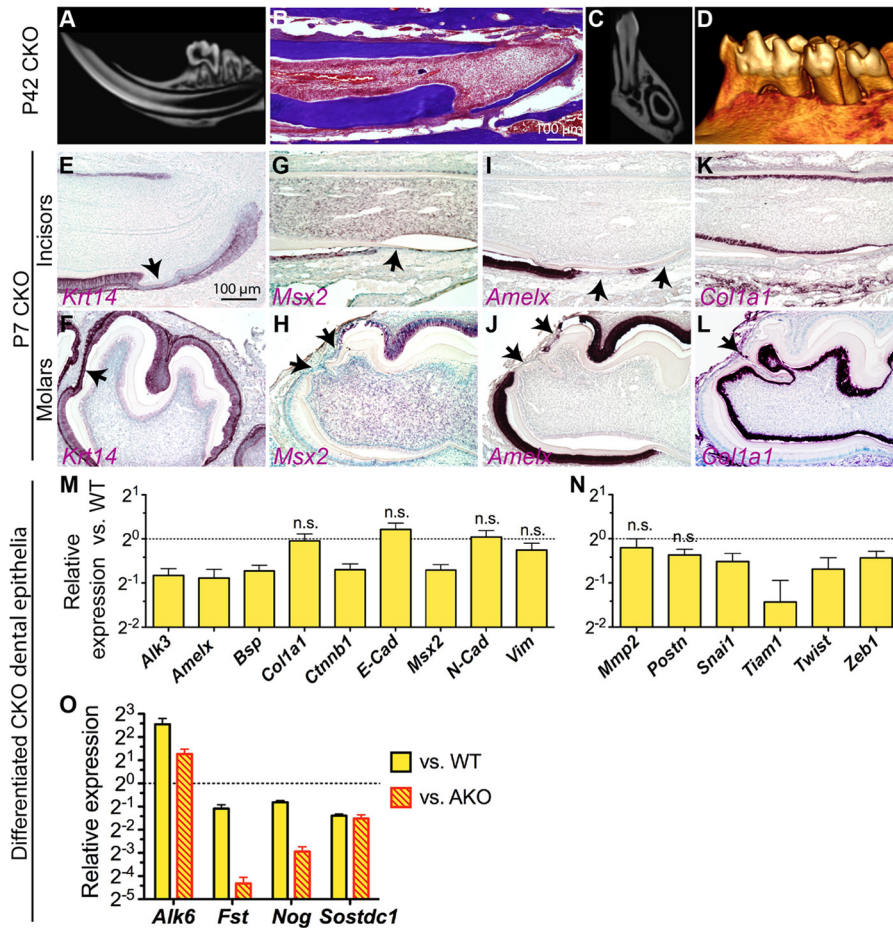 P42 CKO
A
B
100 µm
C
D
P7 CKO
Incisors
E
Krt14
100 µm
G
Msx2
I
Amelx
K
Col1a1
Molars
F
Krt14
H
Msx2
J
Amelx
L
Col1a1
Differentiated CKO dental epithelia
M
Relative
expression vs. WT
2^1
2^0
2^-1
2^-2
n.s.
n.s.
n.s.
n.s.
Alk3
Amelx
Bsp
Col1a1
Ctnnb1
E-Cad
Msx2
N-Cad
Vim
N
2^1
2^0
2^-1
2^-2
n.s.
n.s.
Mmp2
Postn
Snai1
Tiam1
Twist
Zeb1
O
Relative expression
2^3
2^2
2^1
2^0
2^-1
2^-2
2^-3
2^-4
2^-5
Alk6
Fst
Nog
Sostdc1
vs. WT
vs. AKO